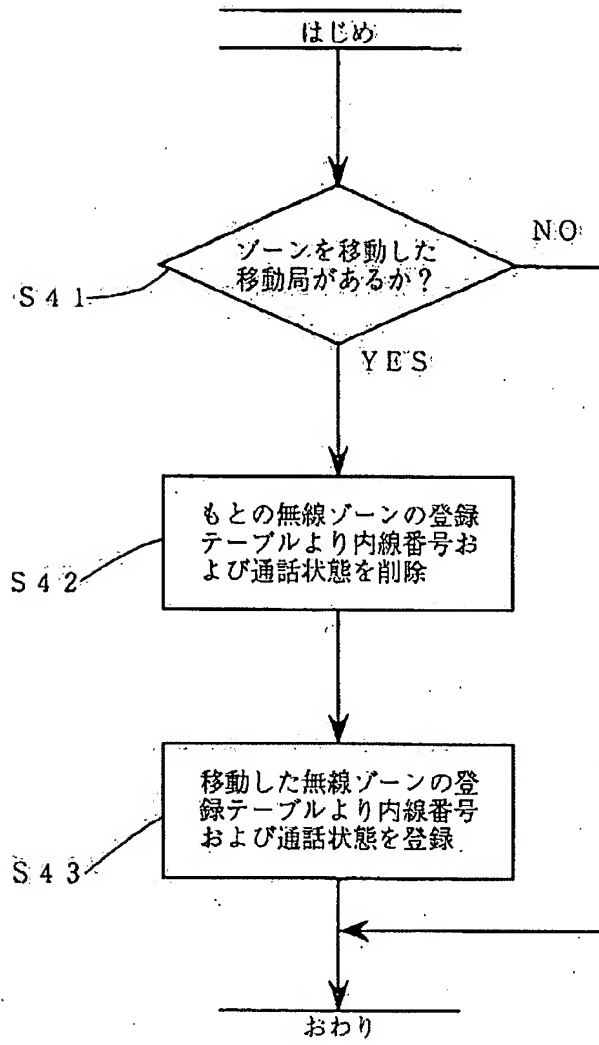 はじめ
ゾーンを移動した
移動局があるか？
NO
S41
YES
もとの無線ゾーンの登録
テーブルより内線番号お
よび通話状態を削除
S42
移動した無線ゾーンの登
録テーブルより内線番号
および通話状態を登録
S43
おわり